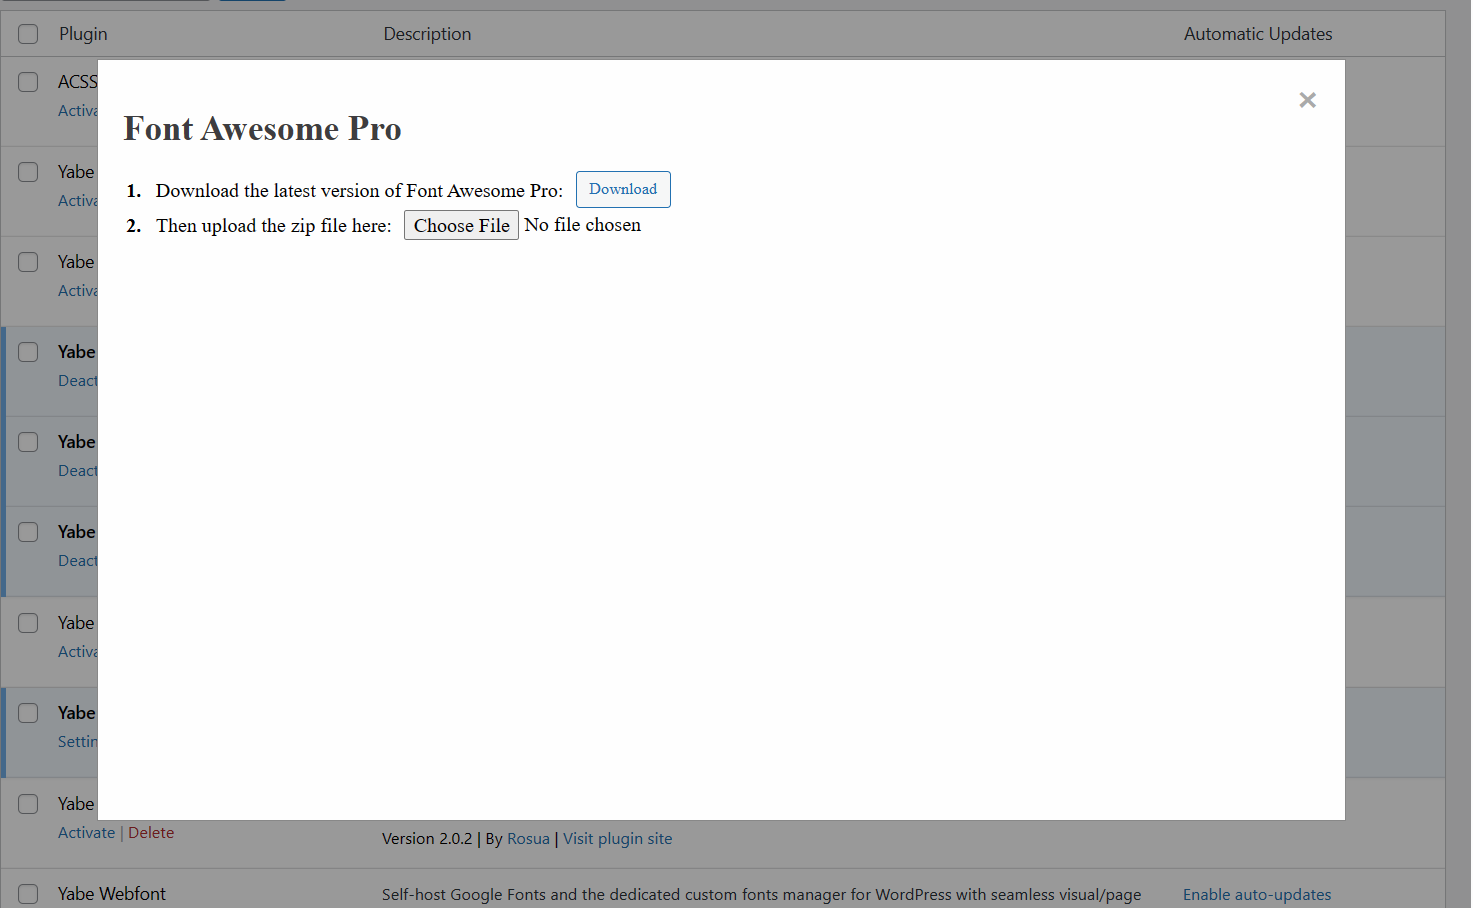 Plugin Description Automatic Updates
ACSS
Activa
Font Awesome Pro
Yabe
1. Download the latest version of Font Awesome Pro: Download
Activa
2. Then upload the zip file here: Choose File No file chosen
Yabe
Activa
Yabe
Deact
Yabe
Deact
Yabe
Deact
Yabe
Activa
Yabe
Settin
Yabe
Activate | Delete
Version 2.0.2 | By Rosua | Visit plugin site
Yabe Webfont Self-host Google Fonts and the dedicated custom fonts manager for WordPress with seamless visual/page Enable auto-updates